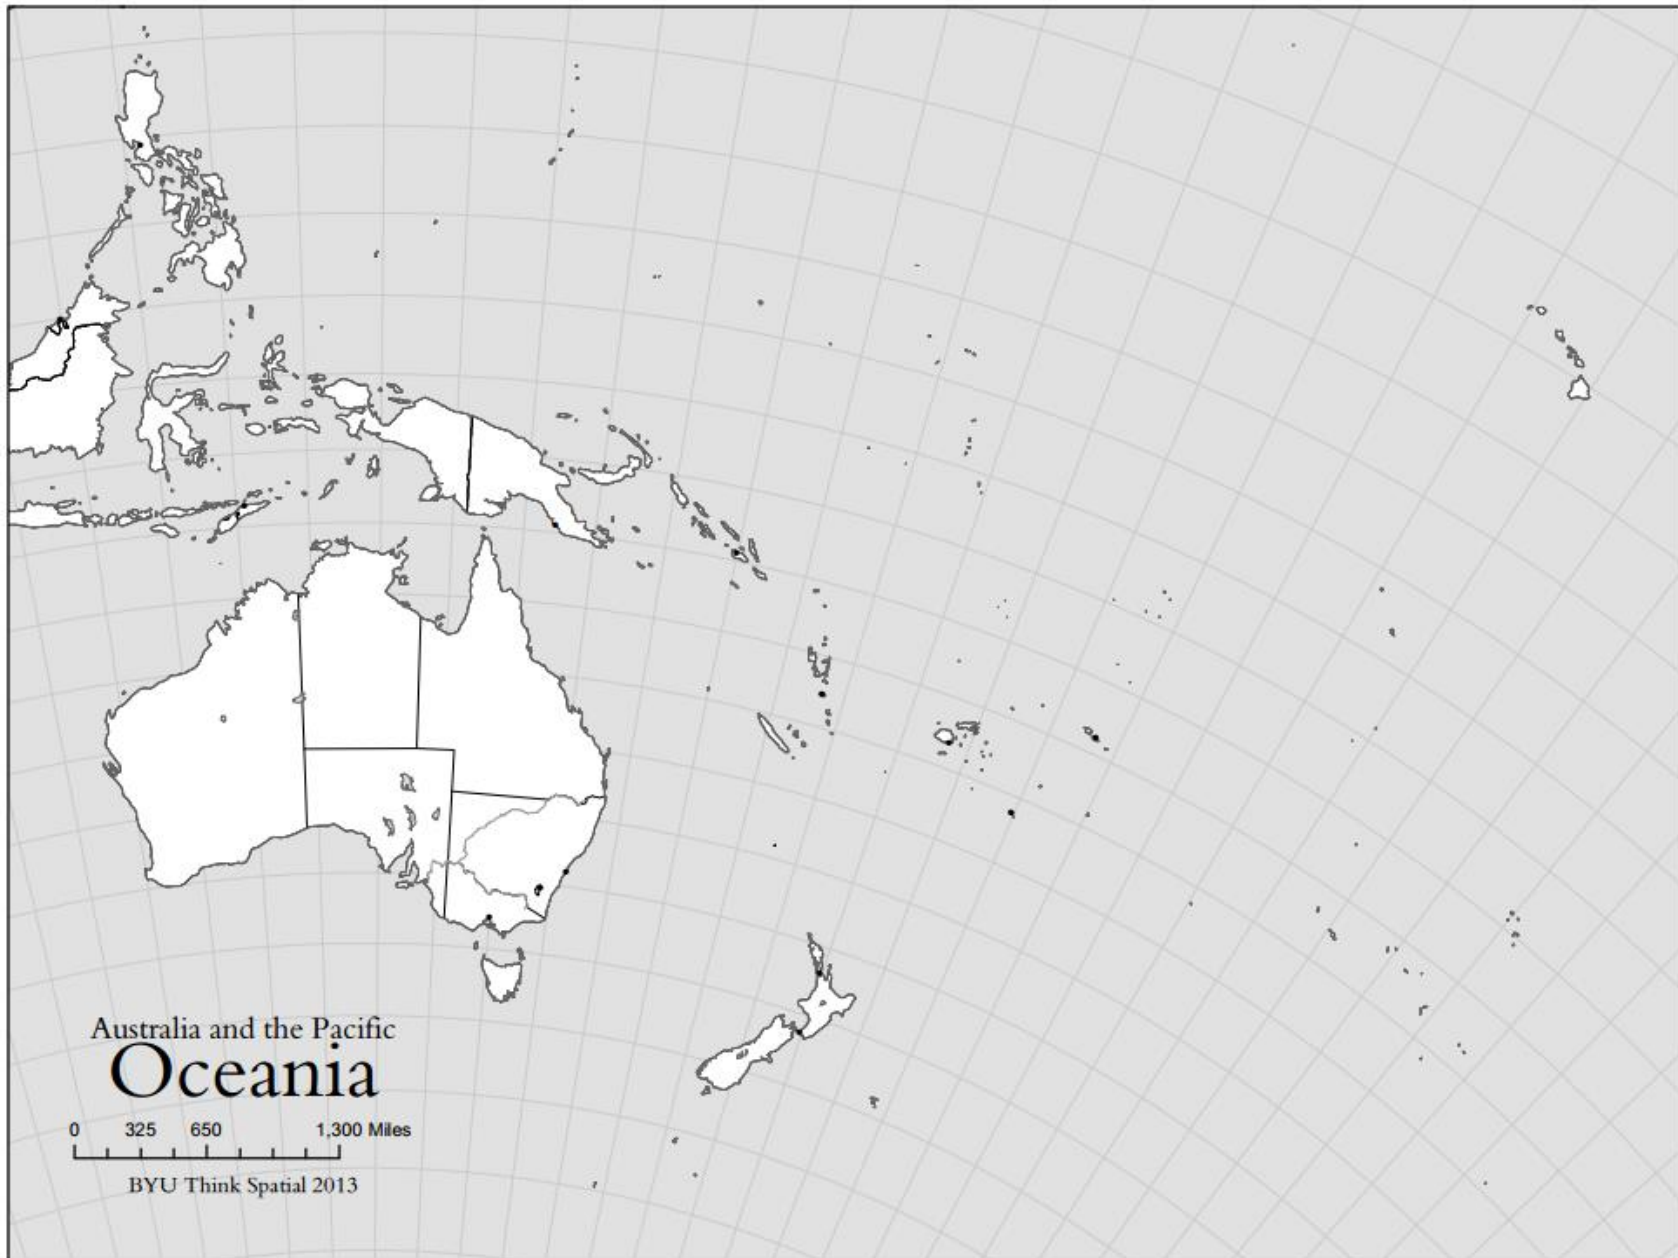 Australia and the Pacific
Oceania
0 325 650 1,300 Miles
BYU Think Spatial 2013